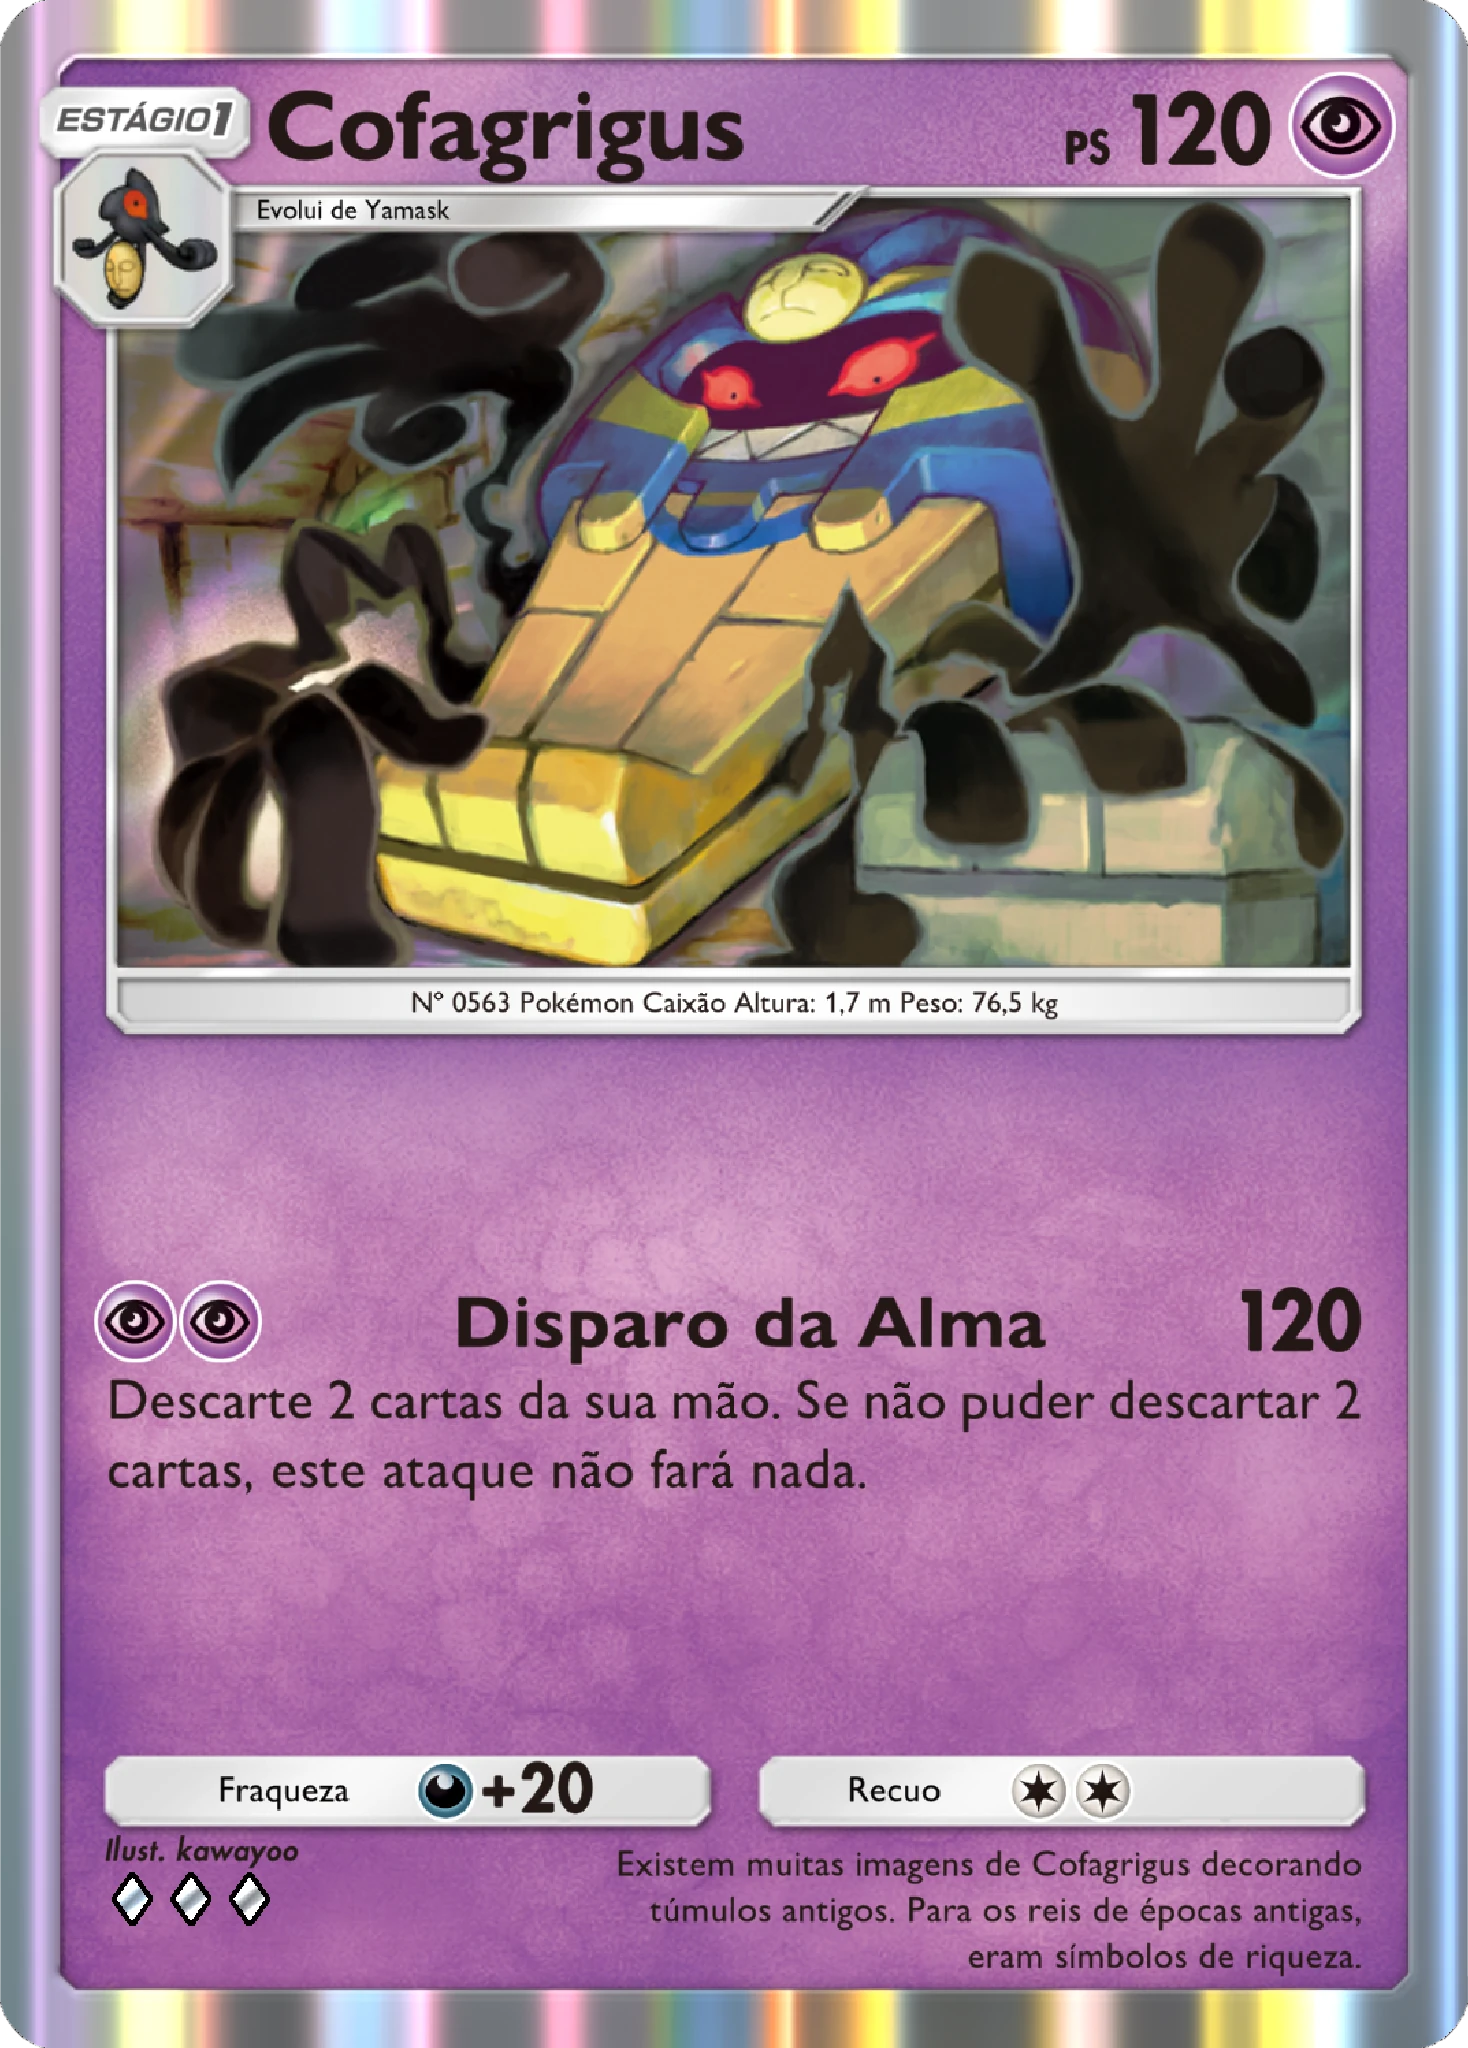 ESTÁGIO1
Cofagrigus
PS 120
Evolui de Yamask
Nº 0563 Pokémon Caixão Altura: 1,7 m Peso: 76,5 kg
Disparo da Alma 120
Descarte 2 cartas da sua mão. Se não puder descartar 2
cartas, este ataque não fará nada.
Fraqueza +20
Recuo
Ilust. kawayoo
Existem muitas imagens de Cofagrigus decorando
túmulos antigos. Para os reis de épocas antigas,
eram símbolos de riqueza.